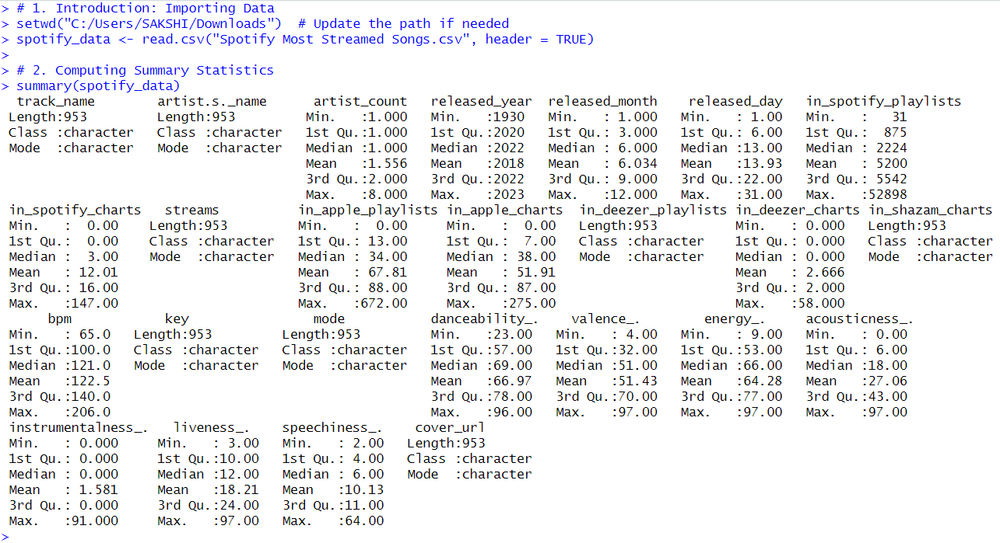 > # 1. Introduction: Importing Data
> setwd("C:/Users/SAKSHI/Downloads")  # Update the path if needed
> spotify_data <- read.csv("Spotify Most Streamed Songs.csv", header = TRUE)
>
> # 2. Computing Summary Statistics
> summary(spotify_data)
track_name artist.s._name artist_count released_year released_month released_day in_spotify_playlists
Length:953 Length:953 Min. :1.000 Min. :1930 Min. : 1.000 Min. : 1.00 Min. : 31
Class :character Class :character 1st Qu.:1.000 1st Qu.:2020 1st Qu.: 3.000 1st Qu.: 6.00 1st Qu.: 875
Mode :character Mode :character Median :1.000 Median :2022 Median : 6.000 Median :13.00 Median : 2224
Mean :1.556 Mean :2018 Mean : 6.034 Mean :13.93 Mean : 5200
3rd Qu.:2.000 3rd Qu.:2022 3rd Qu.: 9.000 3rd Qu.:22.00 3rd Qu.: 5542
Max. :8.000 Max. :2023 Max. :12.000 Max. :31.00 Max. :52898
in_spotify_charts streams in_apple_playlists in_apple_charts in_deezer_playlists in_deezer_charts in_shazam_charts
Min. : 0.00 Length:953 Min. : 0.00 Min. : 0.00 Length:953 Min. : 0.000 Length:953
1st Qu.: 0.00 Class :character 1st Qu.: 13.00 1st Qu.: 7.00 Class :character 1st Qu.: 0.000 Class :character
Median : 3.00 Mode :character Median : 34.00 Median : 38.00 Mode :character Median : 0.000 Mode :character
Mean : 12.01 Mean : 67.81 Mean : 51.91 Mean : 2.666
3rd Qu.: 16.00 3rd Qu.: 88.00 3rd Qu.: 87.00 3rd Qu.: 2.000
Max. :147.00 Max. :672.00 Max. :275.00 Max. :58.000
bpm key mode danceability_. valence_. energy_. acousticness_.
Min. : 65.0 Length:953 Length:953 Min. :23.00 Min. : 4.00 Min. : 9.00 Min. : 0.00
1st Qu.:100.0 Class :character Class :character 1st Qu.:57.00 1st Qu.:32.00 1st Qu.:53.00 1st Qu.: 6.00
Median :121.0 Mode :character Mode :character Median :69.00 Median :51.00 Median :66.00 Median :18.00
Mean :122.5 Mean :66.97 Mean :51.43 Mean :64.28 Mean :27.06
3rd Qu.:140.0 3rd Qu.:78.00 3rd Qu.:70.00 3rd Qu.:77.00 3rd Qu.:43.00
Max. :206.0 Max. :96.00 Max. :97.00 Max. :97.00 Max. :97.00
instrumentalness_. liveness_. speechiness_. cover_url
Min. : 0.000 Min. : 3.00 Min. : 2.00 Length:953
1st Qu.: 0.000 1st Qu.:10.00 1st Qu.: 4.00 Class :character
Median : 0.000 Median :12.00 Median : 6.00 Mode :character
Mean : 1.581 Mean :18.21 Mean :10.13
3rd Qu.: 0.000 3rd Qu.:24.00 3rd Qu.:11.00
Max. :91.000 Max. :97.00 Max. :64.00
>